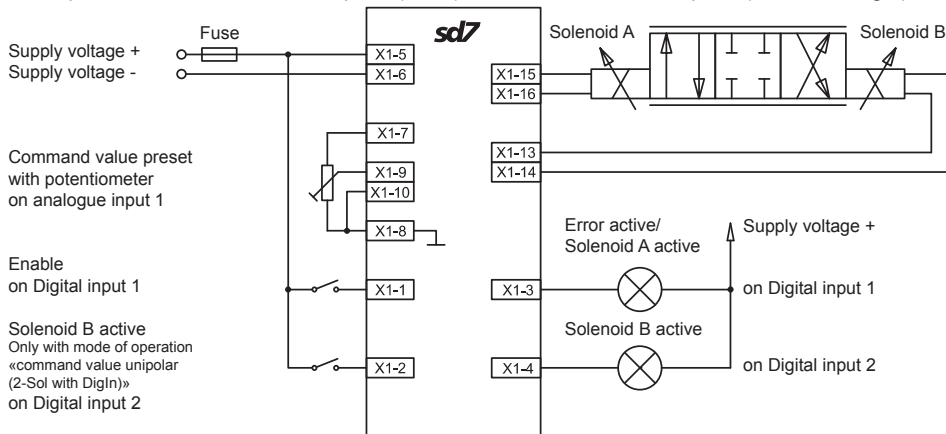 sd7
Fuse
Supply voltage +
Supply voltage -
X1-5
X1-6
X1-7
Command value preset
with potentiometer
on analogue input 1
X1-9
X1-10
X1-8
Enable
on Digital input 1
X1-1
Solenoid B active
Only with mode of operation
«command value unipolar
(2-Sol with DigIn)»
on Digital input 2
X1-2
Solenoid A
Solenoid B
X1-15
X1-16
X1-13
X1-14
Error active/
Solenoid A active
Supply voltage +
X1-3
on Digital input 1
Solenoid B active
X1-4
on Digital input 2